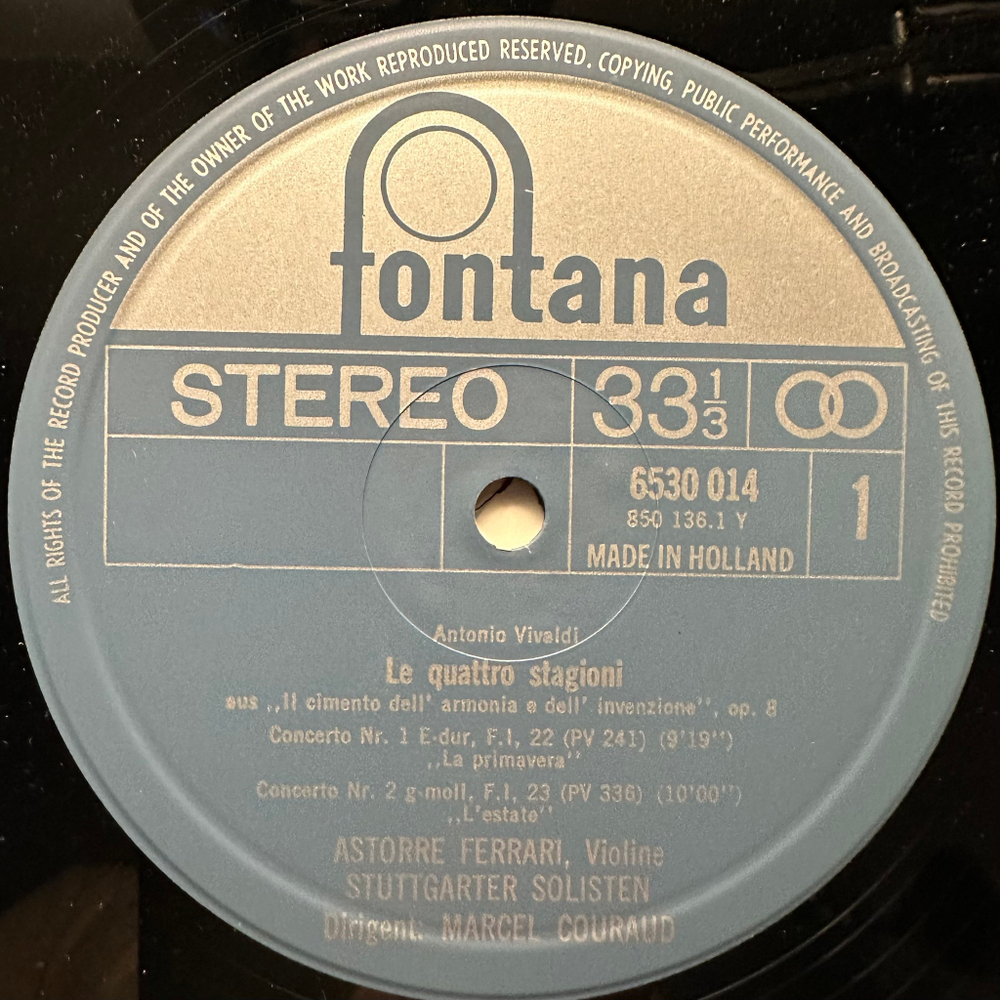 ALL RIGHTS OF THE RECORD PRODUCER AND OF THE OWNER OF THE WORK REPRODUCED RESERVED. COPYING, PUBLIC PERFORMANCE AND BROADCASTING OF THIS RECORD PROHIBITED
fontana
STEREO 33 1/3
6530 014
850 136.1 Y
1
MADE IN HOLLAND
Antonio Vivaldi
Le quattro stagioni
aus „Il cimento dell' armonia e dell' invenzione", op. 8
Concerto Nr. 1 E-dur, F.I, 22 (PV 241) (9'19'')
„La primavera"
Concerto Nr. 2 g-moll, F.I, 23 (PV 336) (10'00'')
„L'estate"
ASTORRE FERRARI, Violine
STUTTGARTER SOLISTEN
Dirigent: MARCEL COURAUD